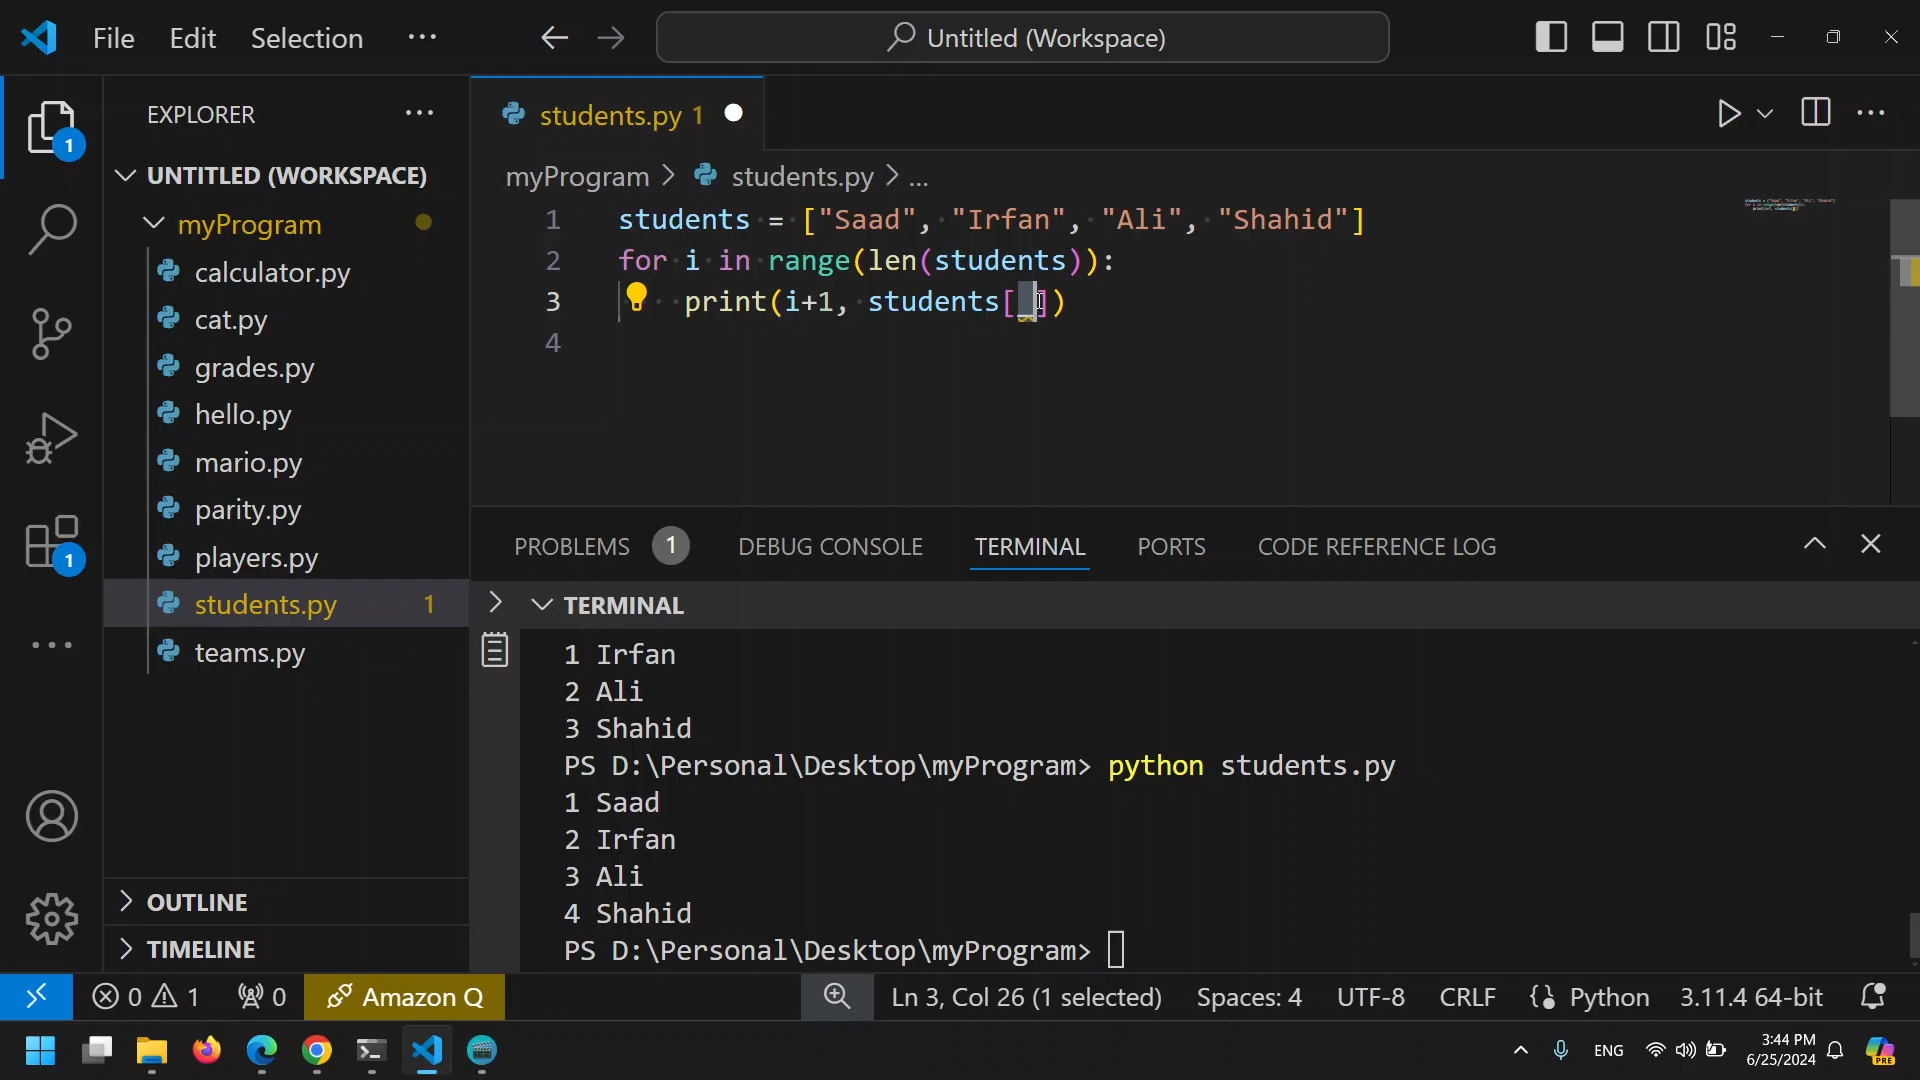 File Edit Selection ··· Untitled (Workspace)
EXPLORER ···
students.py 1
1
UNTITLED (WORKSPACE)
myProgram > students.py > ...
myProgram
calculator.py
cat.py
grades.py
hello.py
mario.py
parity.py
players.py
students.py 1
teams.py
1
OUTLINE
TIMELINE
1 students = ["Saad", "Irfan", "Ali", "Shahid"]
2 for i in range(len(students)):
3 print(i+1, students[_])
4
PROBLEMS 1 DEBUG CONSOLE TERMINAL PORTS CODE REFERENCE LOG
TERMINAL
1 Irfan
2 Ali
3 Shahid
PS D:\Personal\Desktop\myProgram> python students.py
1 Saad
2 Irfan
3 Ali
4 Shahid
PS D:\Personal\Desktop\myProgram>
0 1 0 Amazon Q Ln 3, Col 26 (1 selected) Spaces: 4 UTF-8 CRLF Python 3.11.4 64-bit
ENG 3:44 PM
6/25/2024
PRE